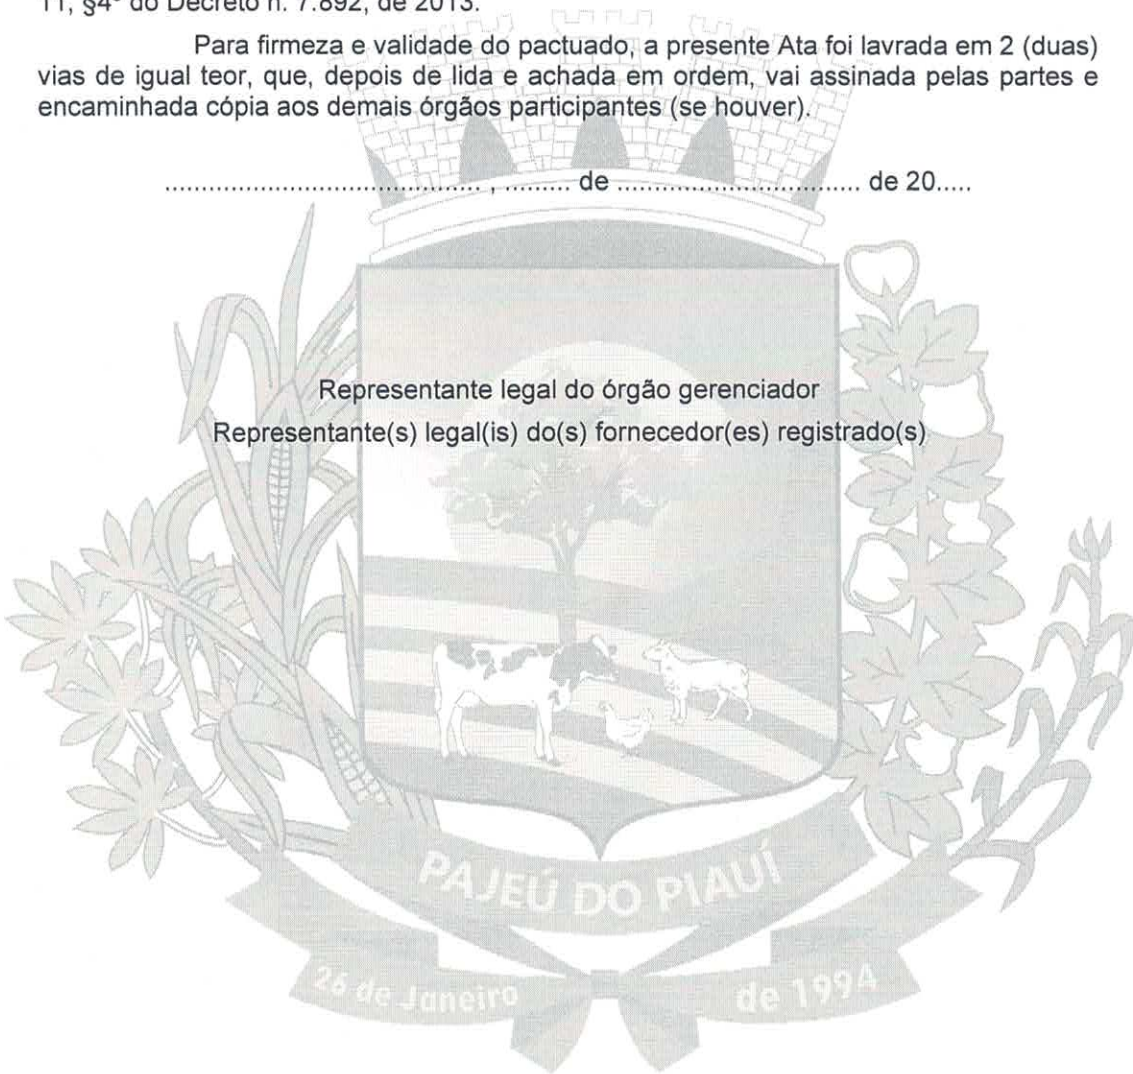 11, §4º do Decreto n. 7.892, de 2013.
Para firmeza e validade do pactuado, a presente Ata foi lavrada em 2 (duas)
vias de igual teor, que, depois de lida e achada em ordem, vai assinada pelas partes e
encaminhada cópia aos demais órgãos participantes (se houver).
............................................ , ......... de .................................. de 20.....
Representante legal do órgão gerenciador
Representante(s) legal(is) do(s) fornecedor(es) registrado(s)
PAJEÚ DO PIAUÍ
26 de Janeiro de 1994